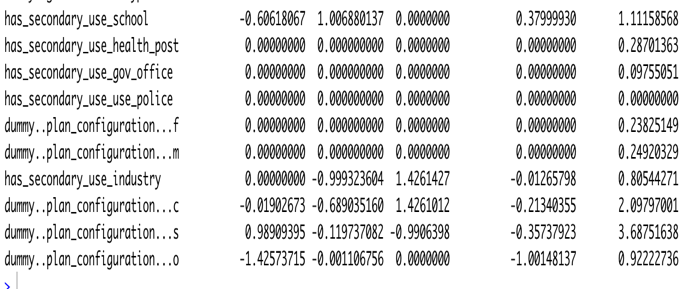 has_secondary_use_school -0.60618067 1.006880137 0.0000000 0.37999930 1.11158568
has_secondary_use_health_post 0.00000000 0.000000000 0.0000000 0.00000000 0.28701363
has_secondary_use_gov_office 0.00000000 0.000000000 0.0000000 0.00000000 0.09755051
has_secondary_use_use_police 0.00000000 0.000000000 0.0000000 0.00000000 0.00000000
dummy..plan_configuration...f 0.00000000 0.000000000 0.0000000 0.00000000 0.23825149
dummy..plan_configuration...m 0.00000000 0.000000000 0.0000000 0.00000000 0.24920329
has_secondary_use_industry 0.00000000 -0.999323604 1.4261427 -0.01265798 0.80544271
dummy..plan_configuration...c -0.01902673 -0.689035160 1.4261012 -0.21340355 2.09797001
dummy..plan_configuration...s 0.98909395 -0.119737082 -0.9906398 -0.35737923 3.68751638
dummy..plan_configuration...o -1.42573715 -0.001106756 0.0000000 -1.00148137 0.92222736
>